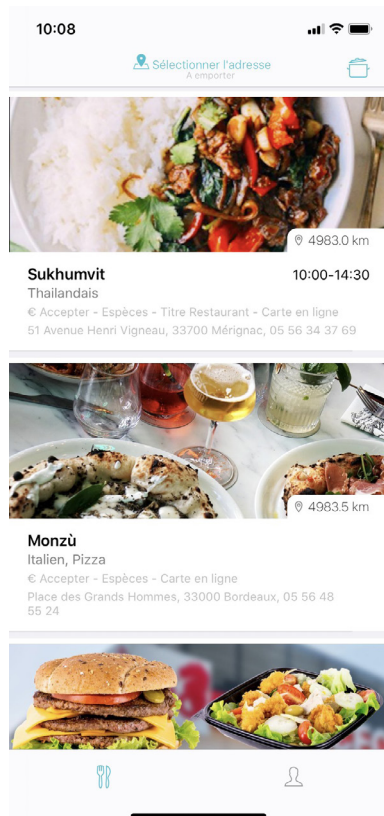 10:08
Sélectionner l'adresse
A emporter
4983.0 km
Sukhumvit 10:00-14:30
Thailandais
€ Accepter - Espèces - Titre Restaurant - Carte en ligne
51 Avenue Henri Vigneau, 33700 Mérignac, 05 56 34 37 69
4983.5 km
Monzù
Italien, Pizza
€ Accepter - Espèces - Carte en ligne
Place des Grands Hommes, 33000 Bordeaux, 05 56 48
55 24